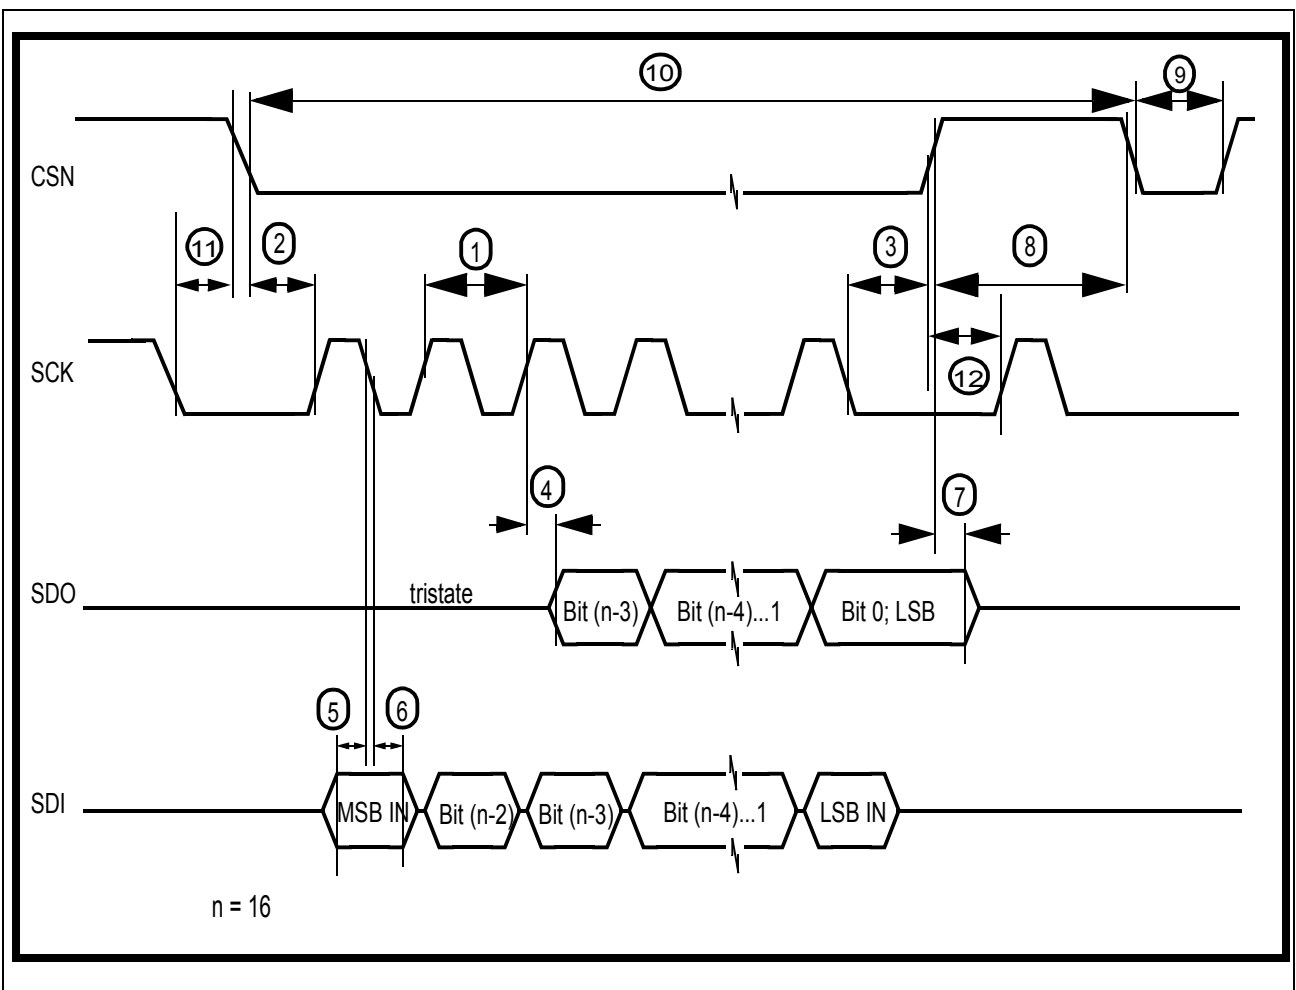 10
9
CSN
11
2
1
3
8
SCK
12
4
7
SDO
tristate
Bit (n-3)
Bit (n-4)...1
Bit 0; LSB
5
6
SDI
MSB IN
Bit (n-2)
Bit (n-3)
Bit (n-4)...1
LSB IN
n = 16